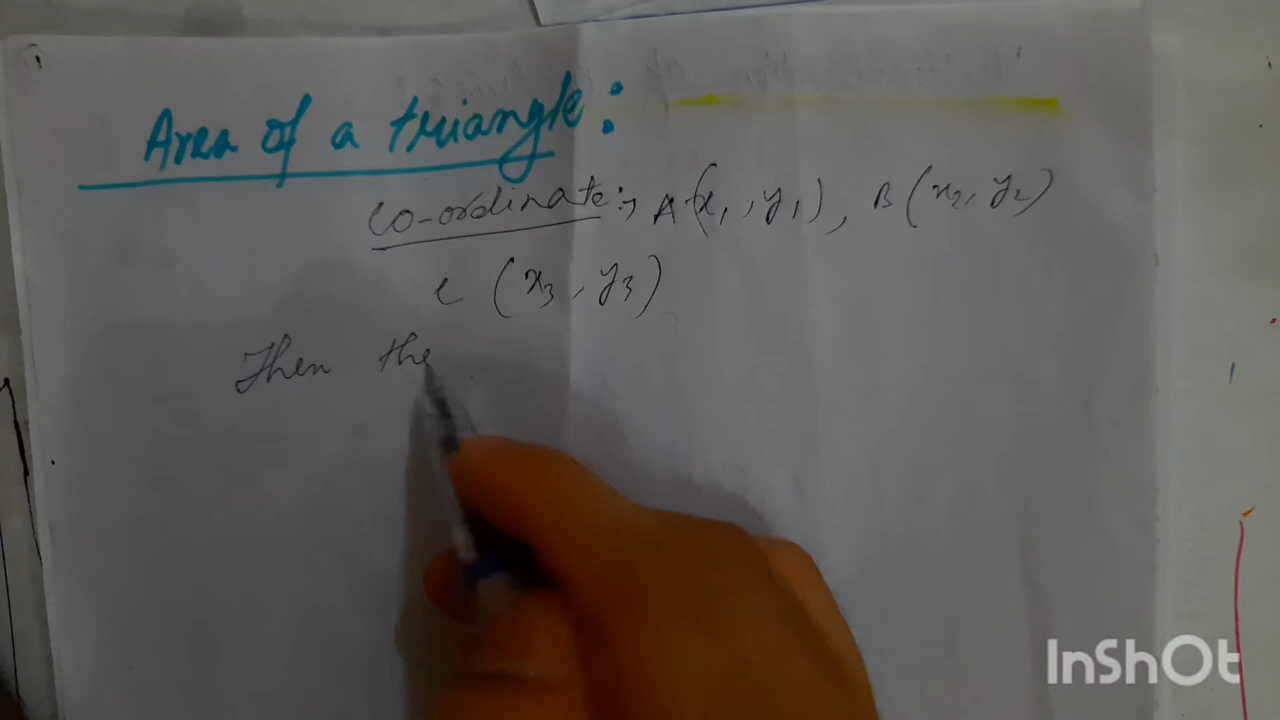 Area of a triangle:
Co-ordinate:, A(x₁, y₁), B(x₂, y₂)
C (x₃, y₃)
Then the
InShOt